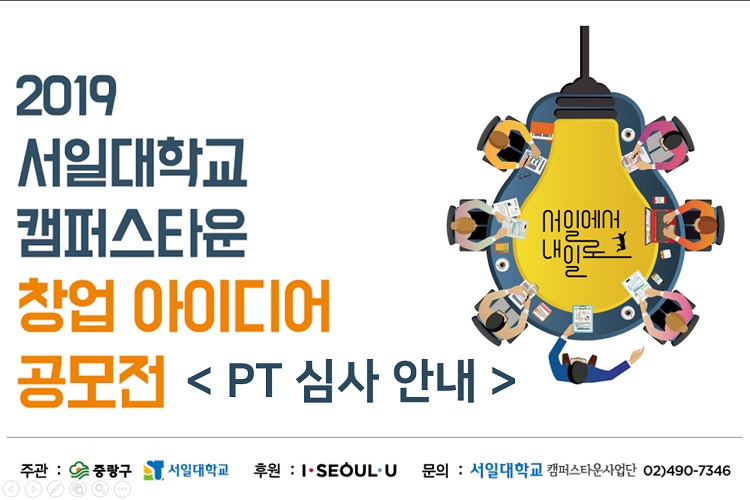 2019
서일대학교
캠퍼스타운
창업 아이디어
공모전 < PT 심사 안내 >
서일에서
내일로
주관 : 중랑구 서일대학교 후원 : I·SEOUL·U 문의 : 서일대학교 캠퍼스타운사업단 02)490-7346